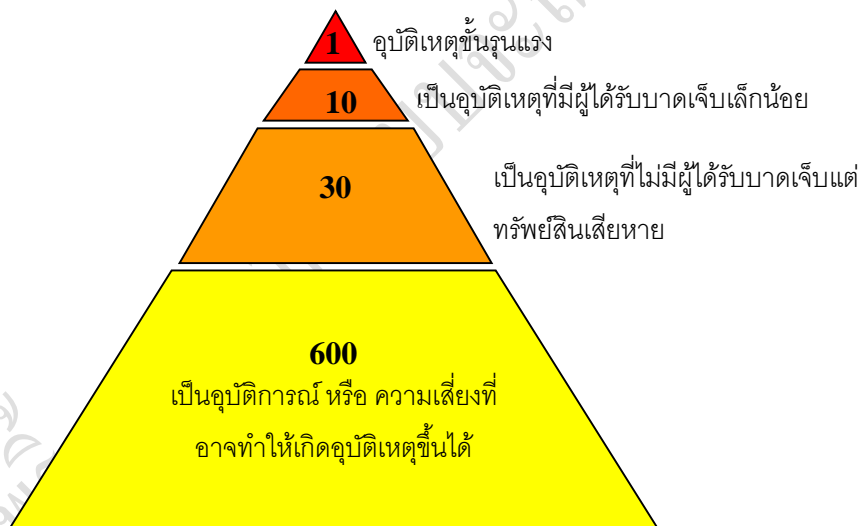 1 อุบัติเหตุขั้นรุนแรง
10 เป็นอุบัติเหตุที่มีผู้ได้รับบาดเจ็บเล็กน้อย
30 เป็นอุบัติเหตุที่ไม่มีผู้ได้รับบาดเจ็บแต่
ทรัพย์สินเสียหาย
600
เป็นอุบัติการณ์ หรือ ความเสี่ยงที่
อาจทำให้เกิดอุบัติเหตุขึ้นได้